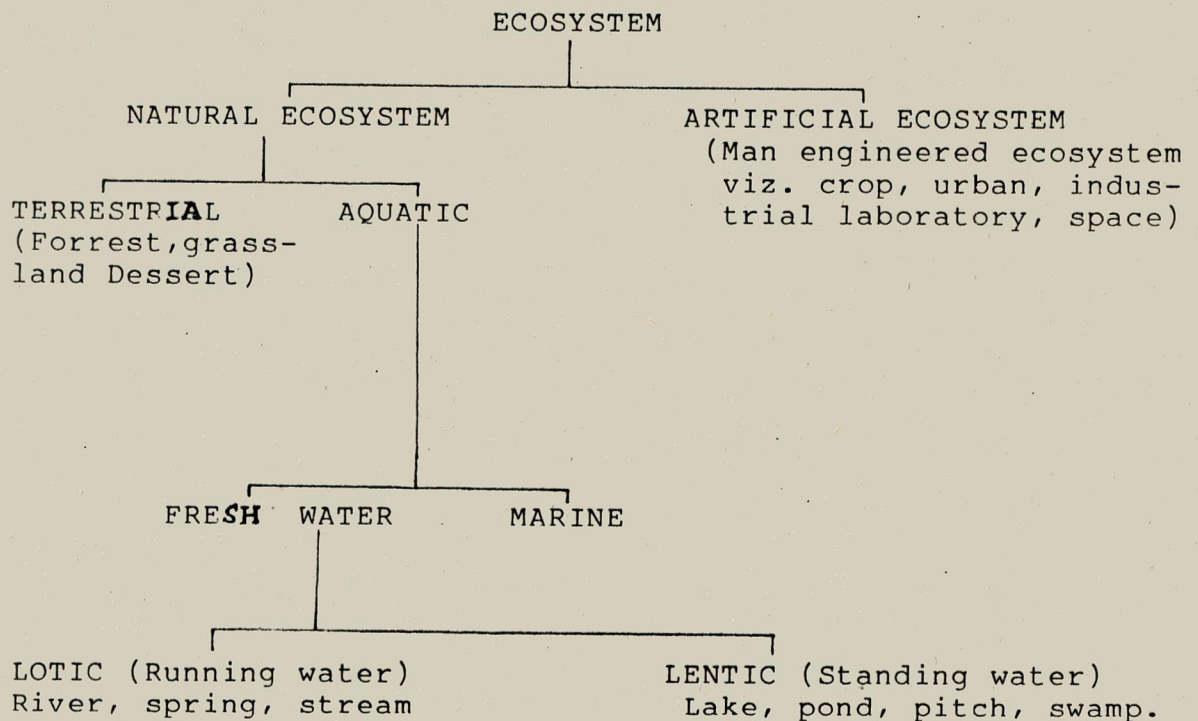 ECOSYSTEM
NATURAL ECOSYSTEM
ARTIFICIAL ECOSYSTEM
(Man engineered ecosystem
viz. crop, urban, indus-
trial laboratory, space)
TERRESTRIAL
(Forrest,grass-
land Dessert)
AQUATIC
FRESH WATER
MARINE
LOTIC (Running water)
River, spring, stream
LENTIC (Standing water)
Lake, pond, pitch, swamp.